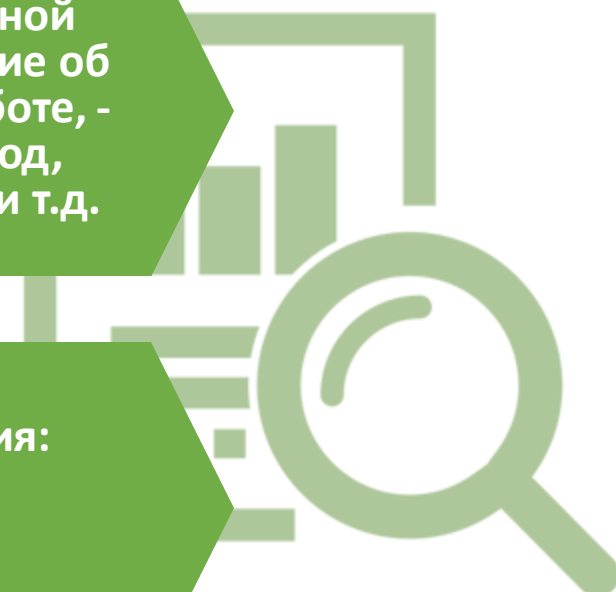 ной
ие об
боте, -
од,
и т.д.
ия: